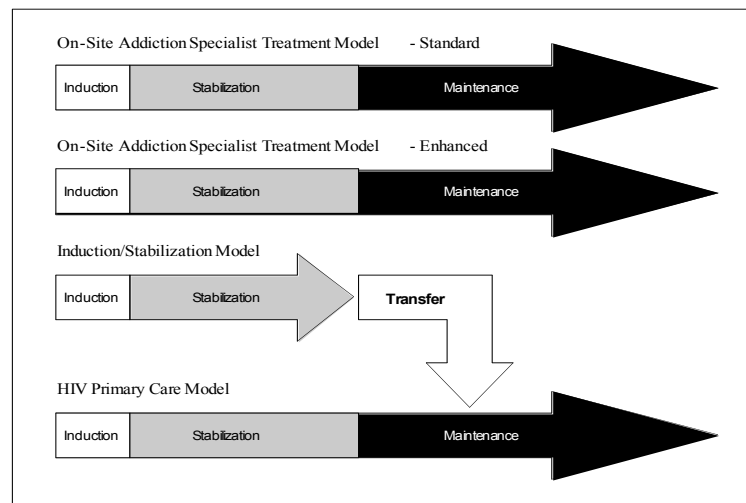 On-Site Addiction Specialist Treatment Model - Standard
Induction Stabilization Maintenance
On-Site Addiction Specialist Treatment Model - Enhanced
Induction Stabilization Maintenance
Induction/Stabilization Model
Induction Stabilization Transfer
HIV Primary Care Model
Induction Stabilization Maintenance